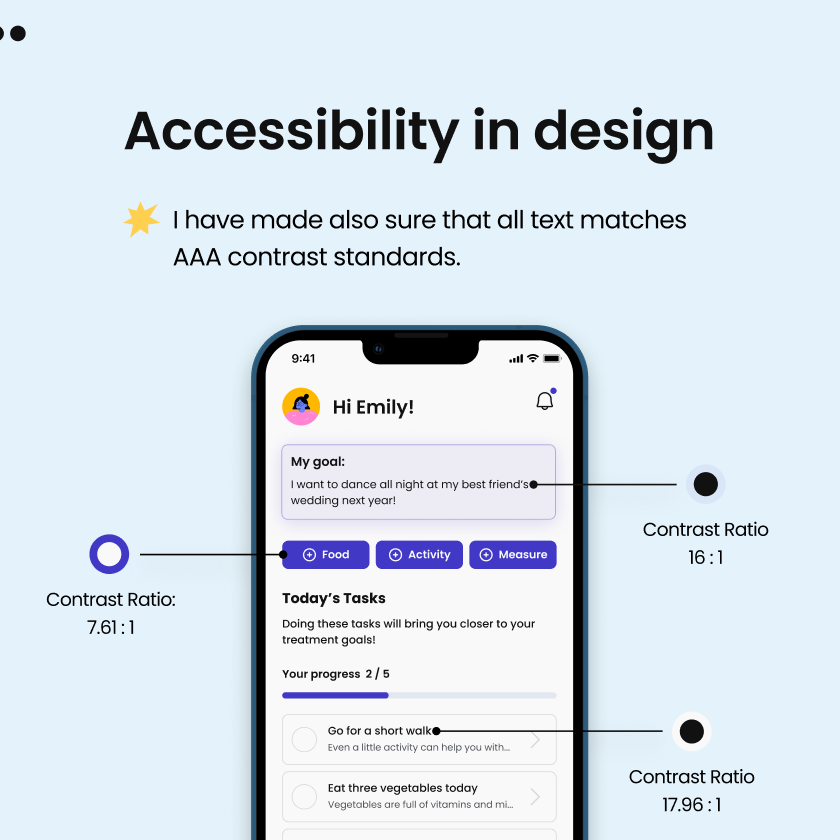 Accessibility in design
I have made also sure that all text matches
AAA contrast standards.
9:41
Hi Emily!
My goal:
I want to dance all night at my best friend's
wedding next year!
Contrast Ratio
16 : 1
Food
Activity
Measure
Contrast Ratio:
7.61 : 1
Today's Tasks
Doing these tasks will bring you closer to your
treatment goals!
Your progress 2 / 5
Go for a short walk
Even a little activity can help you with...
Contrast Ratio
17.96 : 1
Eat three vegetables today
Vegetables are full of vitamins and mi...